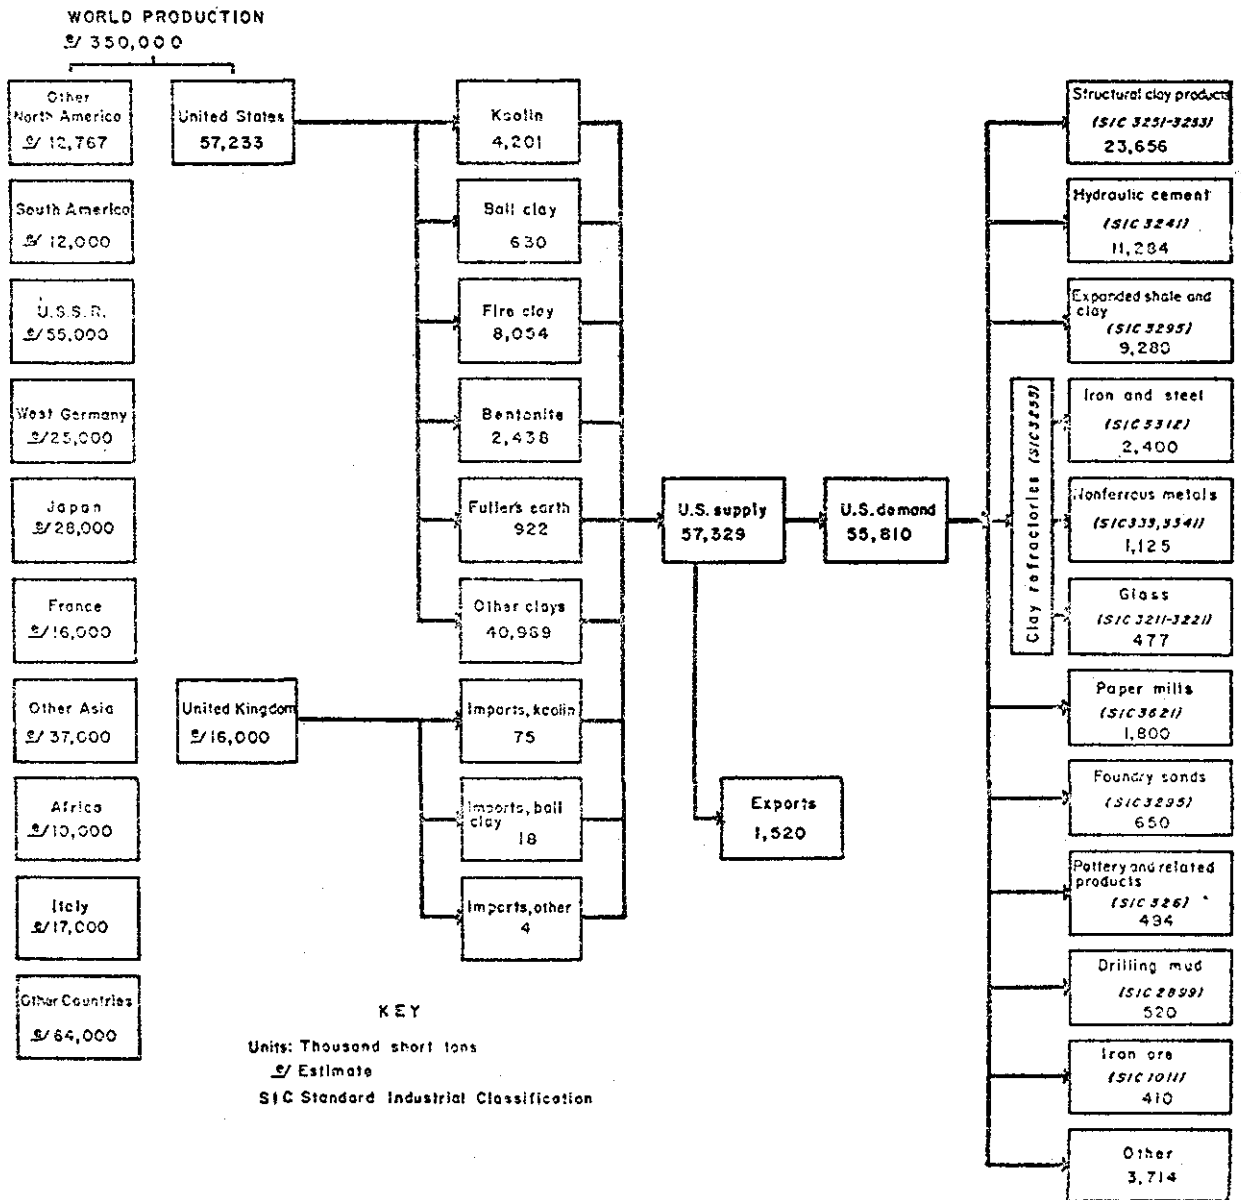 WORLD PRODUCTION
e/ 350,000
Other
North America
e/ 12,767
United States
57,233
South America
e/ 12,000
U.S.S.R.
e/ 55,000
West Germany
e/ 25,000
Japan
e/ 28,000
France
e/ 16,000
Other Asia
e/ 37,000
United Kingdom
e/ 16,000
Africa
e/ 10,000
Italy
e/ 17,000
Other Countries
e/ 64,000
Kaolin
4,201
Ball clay
630
Fire clay
8,054
Bentonite
2,438
Fuller's earth
922
Other clays
40,989
Imports, kaolin
75
Imports, ball
clay
18
Imports, other
4
U.S. supply
57,329
Exports
1,520
U.S. demand
55,810
Structural clay products
(SIC 3251-3253)
23,656
Hydraulic cement
(SIC 3241)
11,284
Expanded shale and
clay
(SIC 3295)
9,280
Clay refractories (SIC 3255)
Iron and steel
(SIC 3312)
2,400
Nonferrous metals
(SIC 333, 3341)
1,125
Glass
(SIC 3211-3221)
477
Paper mills
(SIC 3621)
1,800
Foundry sands
(SIC 3295)
650
Pottery and related
products
(SIC 326)
494
Drilling mud
(SIC 2899)
520
Iron ore
(SIC 1011)
410
Other
3,714
KEY
Units: Thousand short tons
e/ Estimate
SIC Standard Industrial Classification